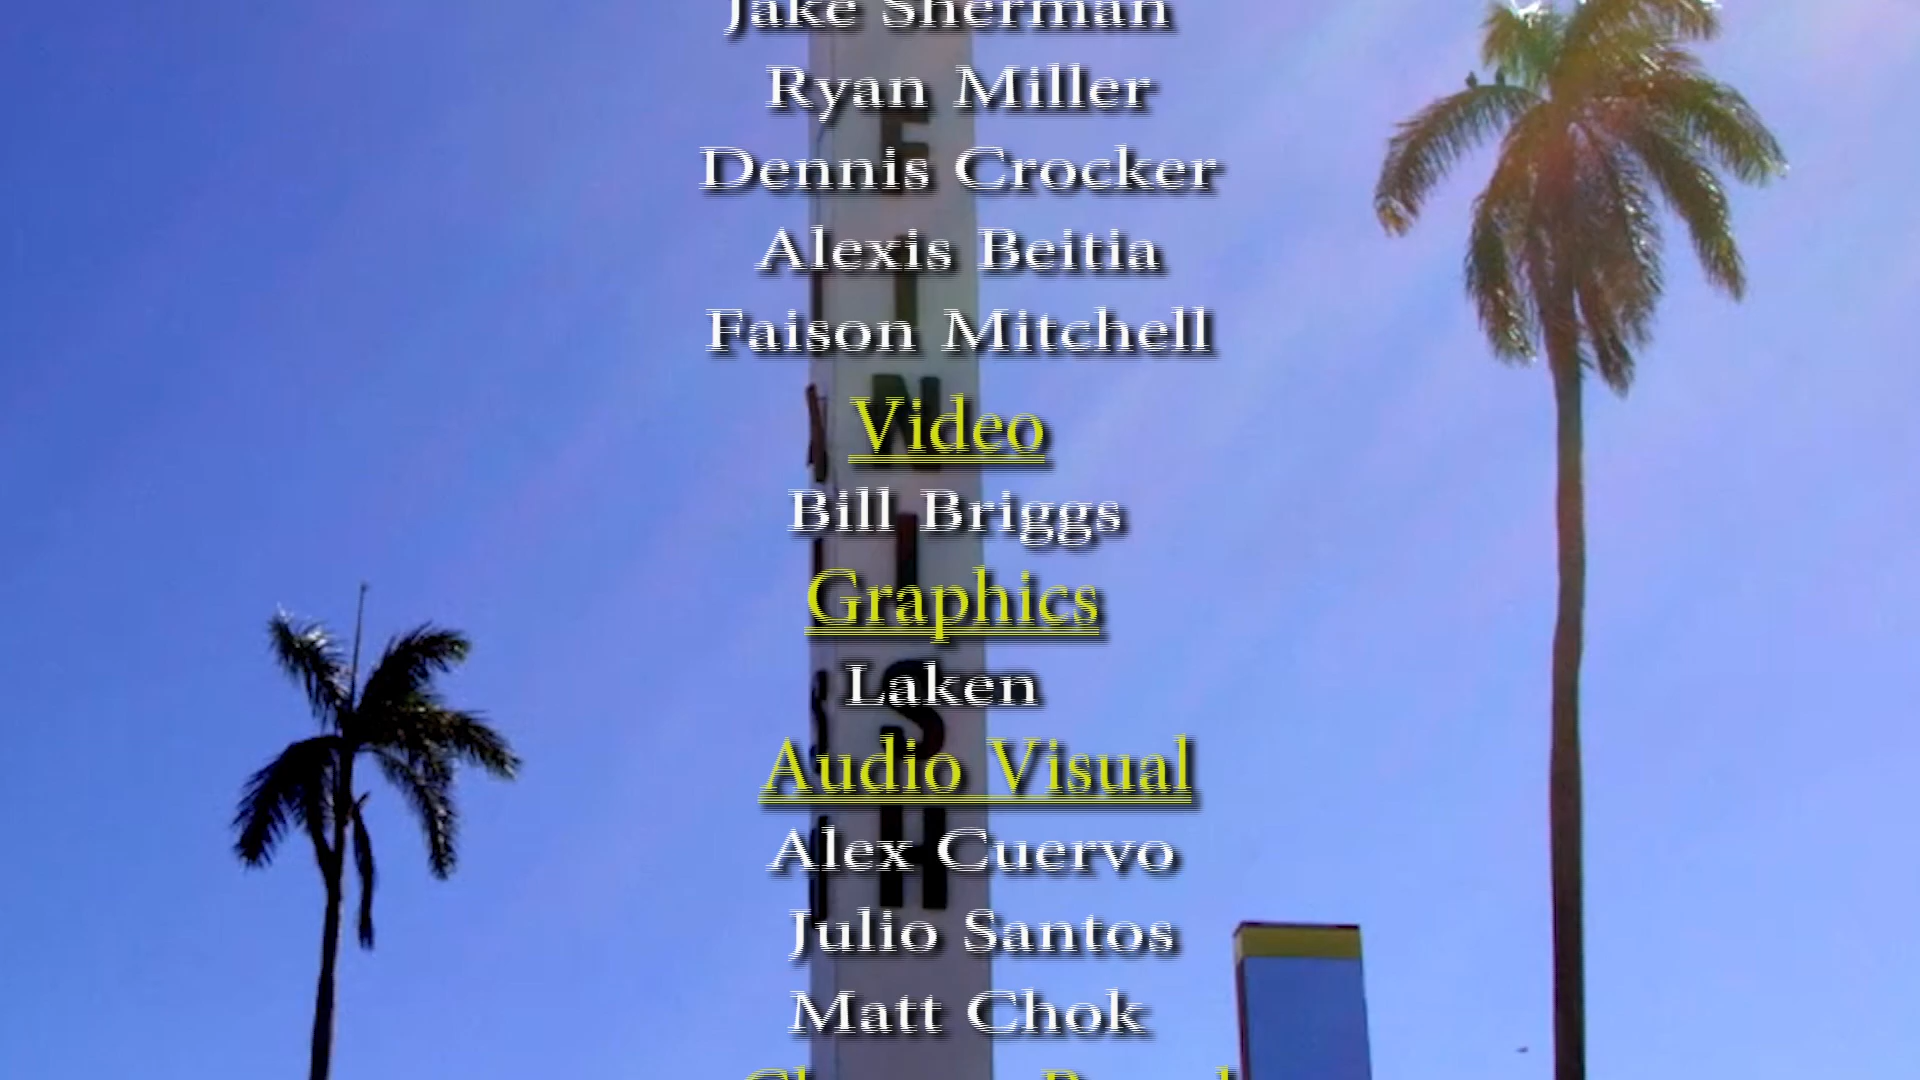 Jake Sherman
Ryan Miller
Dennis Crocker
Alexis Beitia
Faison Mitchell
Video
Bill Briggs
Graphics
Laken
Audio Visual
Alex Cuervo
Julio Santos
Matt Chok
FINISH